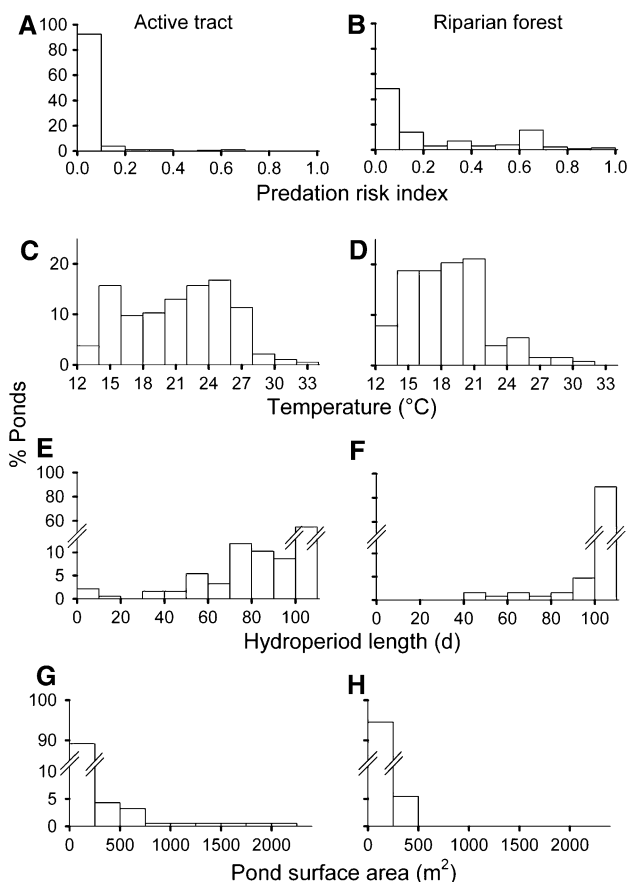 A Active tract B Riparian forest
100
80
60
40
20
0
0.0 0.2 0.4 0.6 0.8 1.0 0.0 0.2 0.4 0.6 0.8 1.0
Predation risk index
C D
20
10
0
12 15 18 21 24 27 30 33 12 15 18 21 24 27 30 33
Temperature (°C)
% Ponds
E F
100
80
60
10
5
0
0 20 40 60 80 100 0 20 40 60 80 100
Hydroperiod length (d)
G H
100
90
10
5
0
0 500 1000 1500 2000 0 500 1000 1500 2000
Pond surface area (m²)